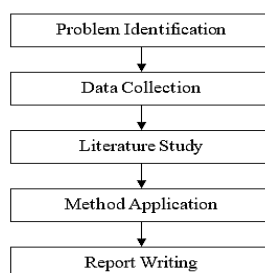 Problem Identification
Data Collection
Literature Study
Method Application
Report Writing